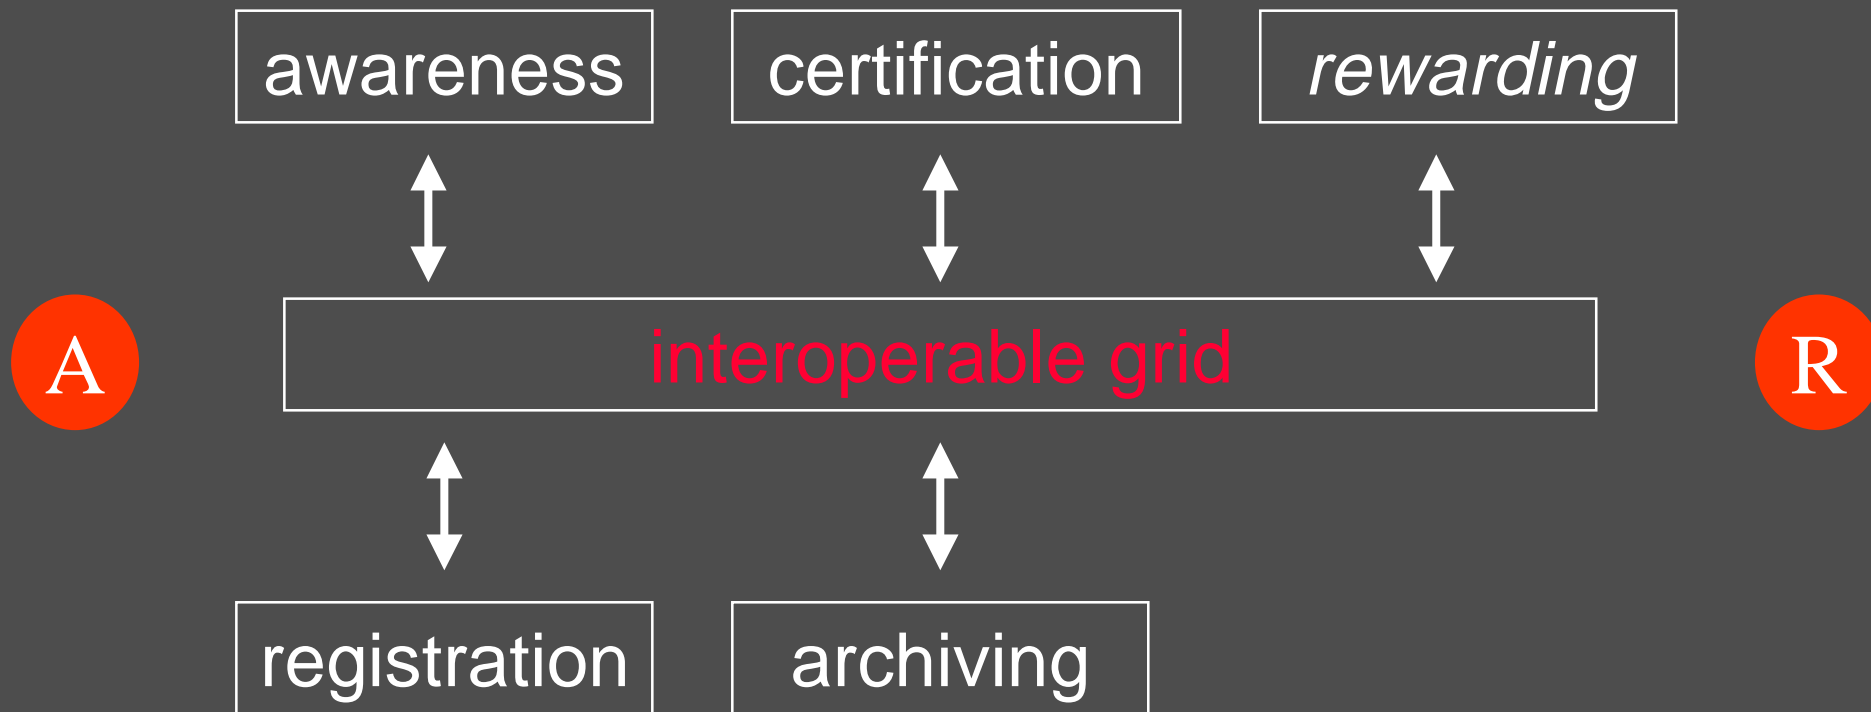 awareness
certification
rewarding
A
interoperable grid
R
registration
archiving